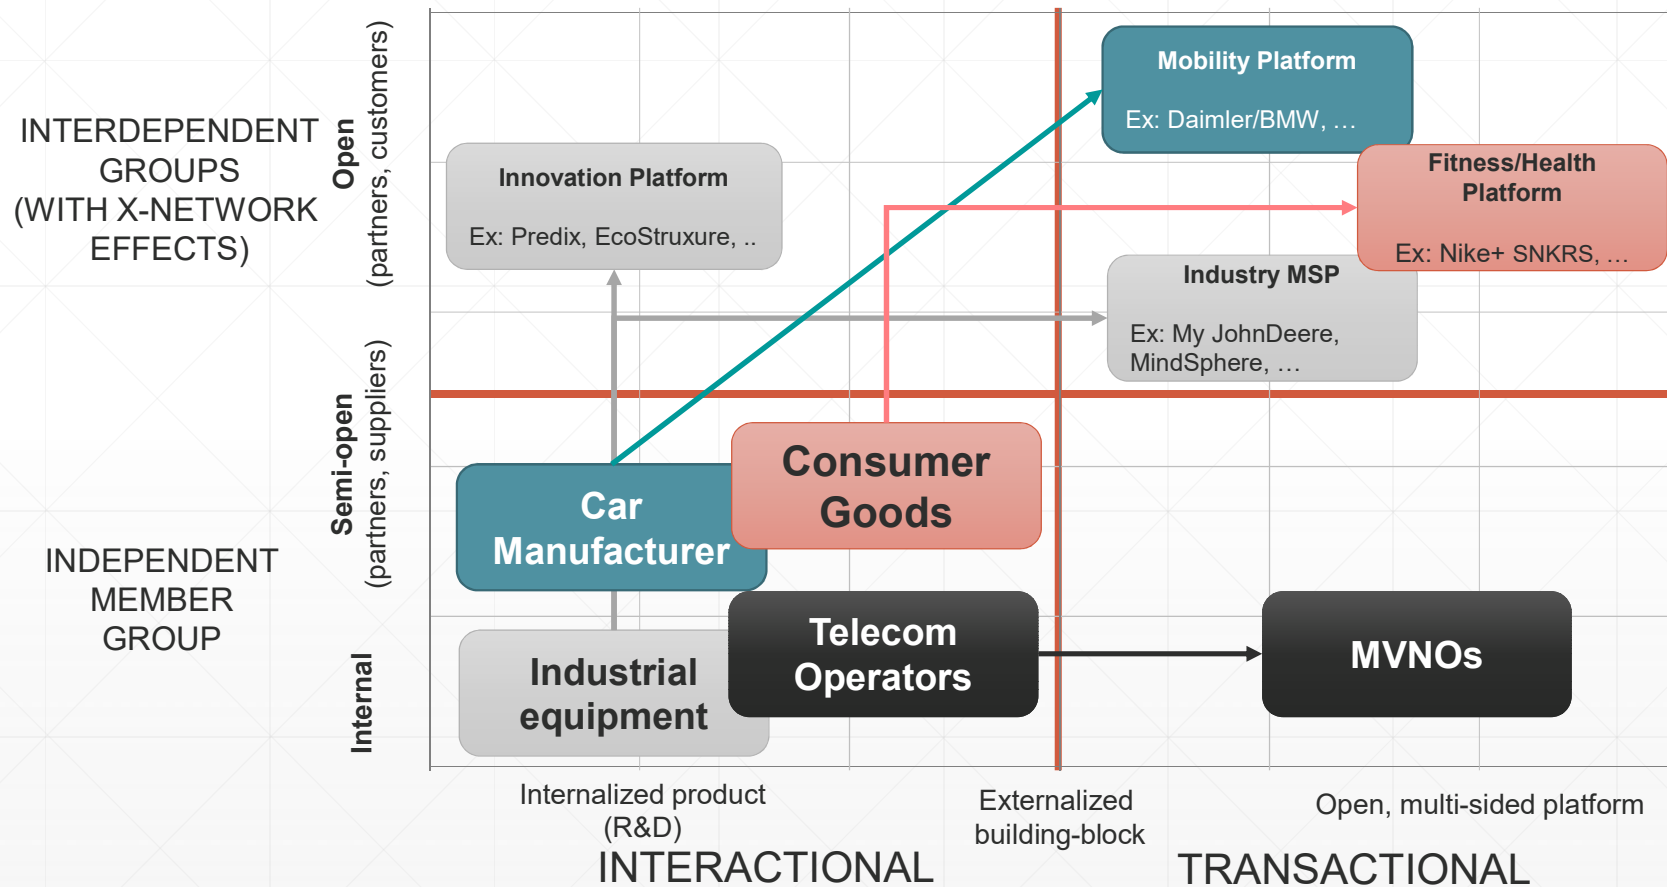 INTERDEPENDENT
GROUPS
(WITH X-NETWORK
EFFECTS)
Open
(partners, customers)
Mobility Platform
Ex: Daimler/BMW, …
Innovation Platform
Ex: Predix, EcoStruxure, ..
Fitness/Health
Platform
Ex: Nike+ SNKRS, …
Industry MSP
Ex: My JohnDeere,
MindSphere, …
INDEPENDENT
MEMBER
GROUP
Semi-open
(partners, suppliers)
Consumer
Goods
Car
Manufacturer
Internal
Telecom
Operators
MVNOs
Industrial
equipment
Internalized product
(R&D)
Externalized
building-block
Open, multi-sided platform
INTERACTIONAL
TRANSACTIONAL